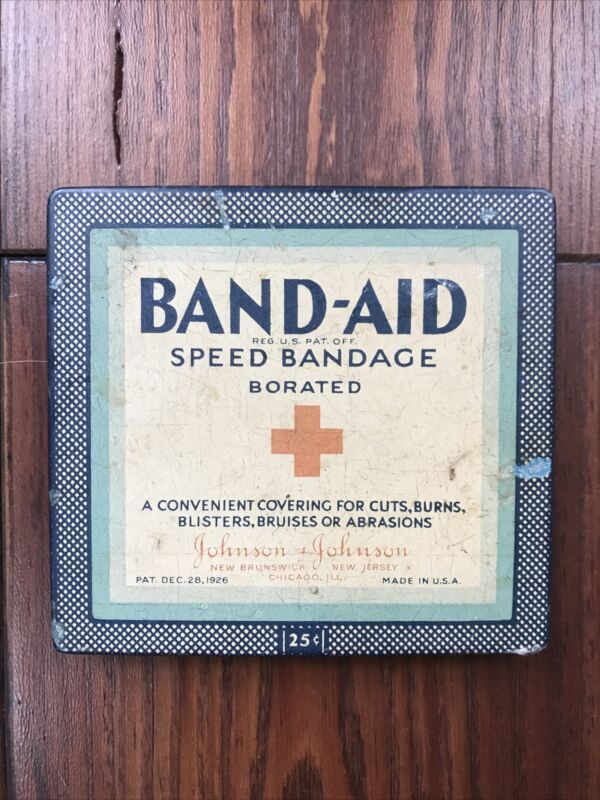 BAND-AID
REG. U.S. PAT. OFF.
SPEED BANDAGE
BORATED
A CONVENIENT COVERING FOR CUTS, BURNS,
BLISTERS, BRUISES OR ABRASIONS
Johnson & Johnson
NEW BRUNSWICK NEW JERSEY
CHICAGO, ILL.
PAT. DEC. 28, 1926
MADE IN U.S.A.
25¢